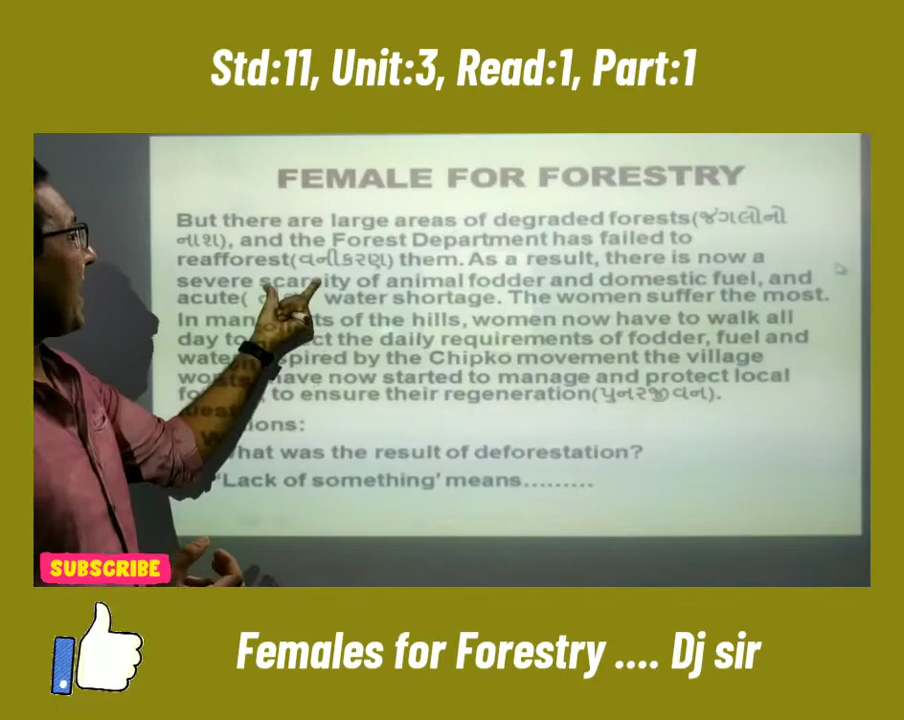 Std:11, Unit:3, Read:1, Part:1
FEMALE FOR FORESTRY
But there are large areas of degraded forests(જંગલોનો
નાશ), and the Forest Department has failed to
reafforest(વનીકરણ) them. As a result, there is now a
severe scarcity of animal fodder and domestic fuel, and
acute( water shortage. The women suffer the most.
In many of the hills, women now have to walk all
day to the daily requirements of fodder, fuel and
water. Inspired by the Chipko movement the village
have now started to manage and protect local
to ensure their regeneration(પુનરજીવન).
What was the result of deforestation?
'Lack of something' means.........
SUBSCRIBE
Females for Forestry .... Dj sir